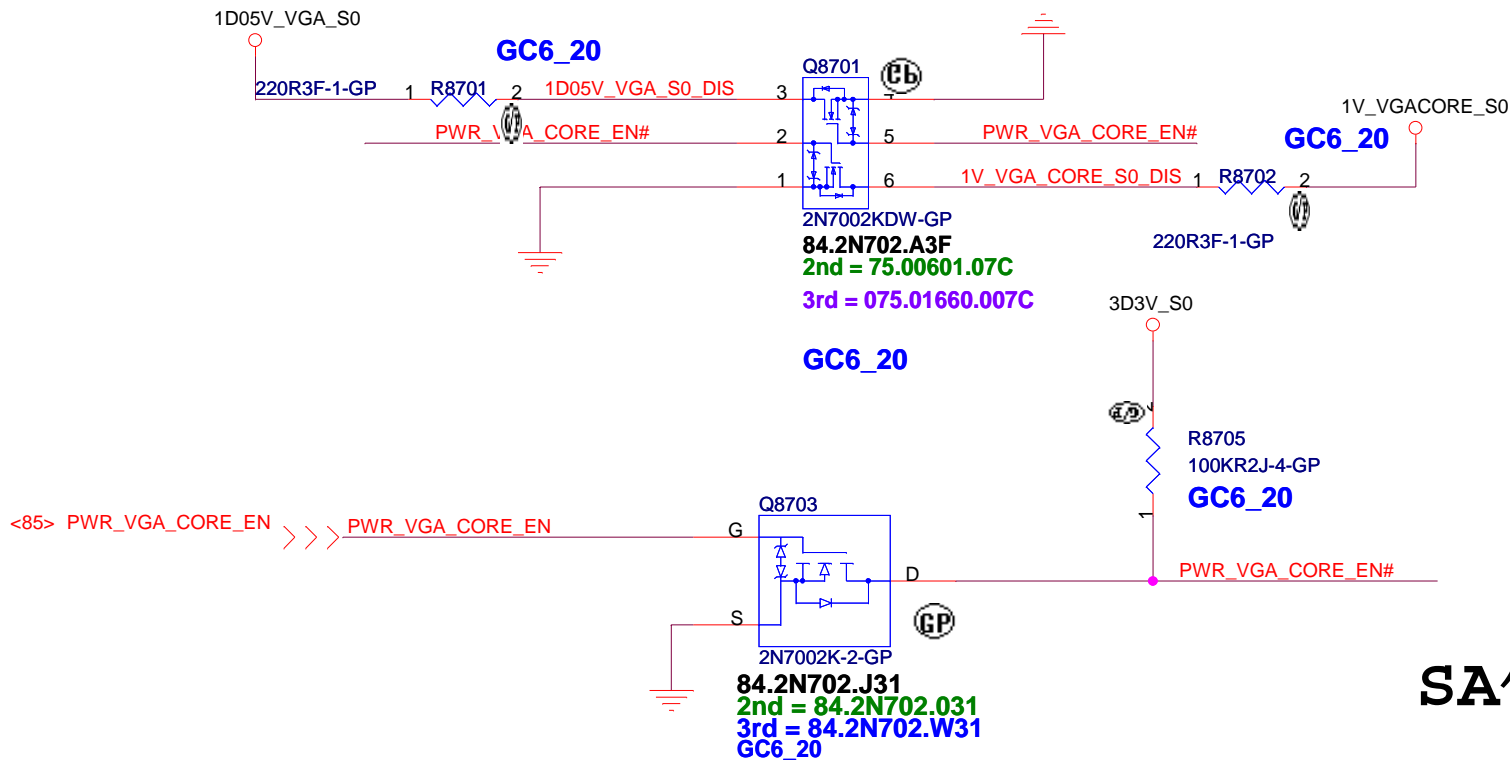 1D05V_VGA_S0
GC6_20
220R3F-1-GP 1 R8701 2 1D05V_VGA_S0_DIS 3
Q8701
PWR_VGA_CORE_EN# 2
5 PWR_VGA_CORE_EN#
1V_VGACORE_S0
GC6_20
1
6 1V_VGA_CORE_S0_DIS 1 R8702 2
220R3F-1-GP
2N7002KDW-GP
84.2N702.A3F
2nd = 75.00601.07C
3rd = 075.01660.007C
GC6_20
3D3V_S0
R8705
100KR2J-4-GP
GC6_20
1
<85> PWR_VGA_CORE_EN
PWR_VGA_CORE_EN
Q8703
G
D
S
GP
PWR_VGA_CORE_EN#
2N7002K-2-GP
84.2N702.J31
2nd = 84.2N702.031
3rd = 84.2N702.W31
GC6_20
SA